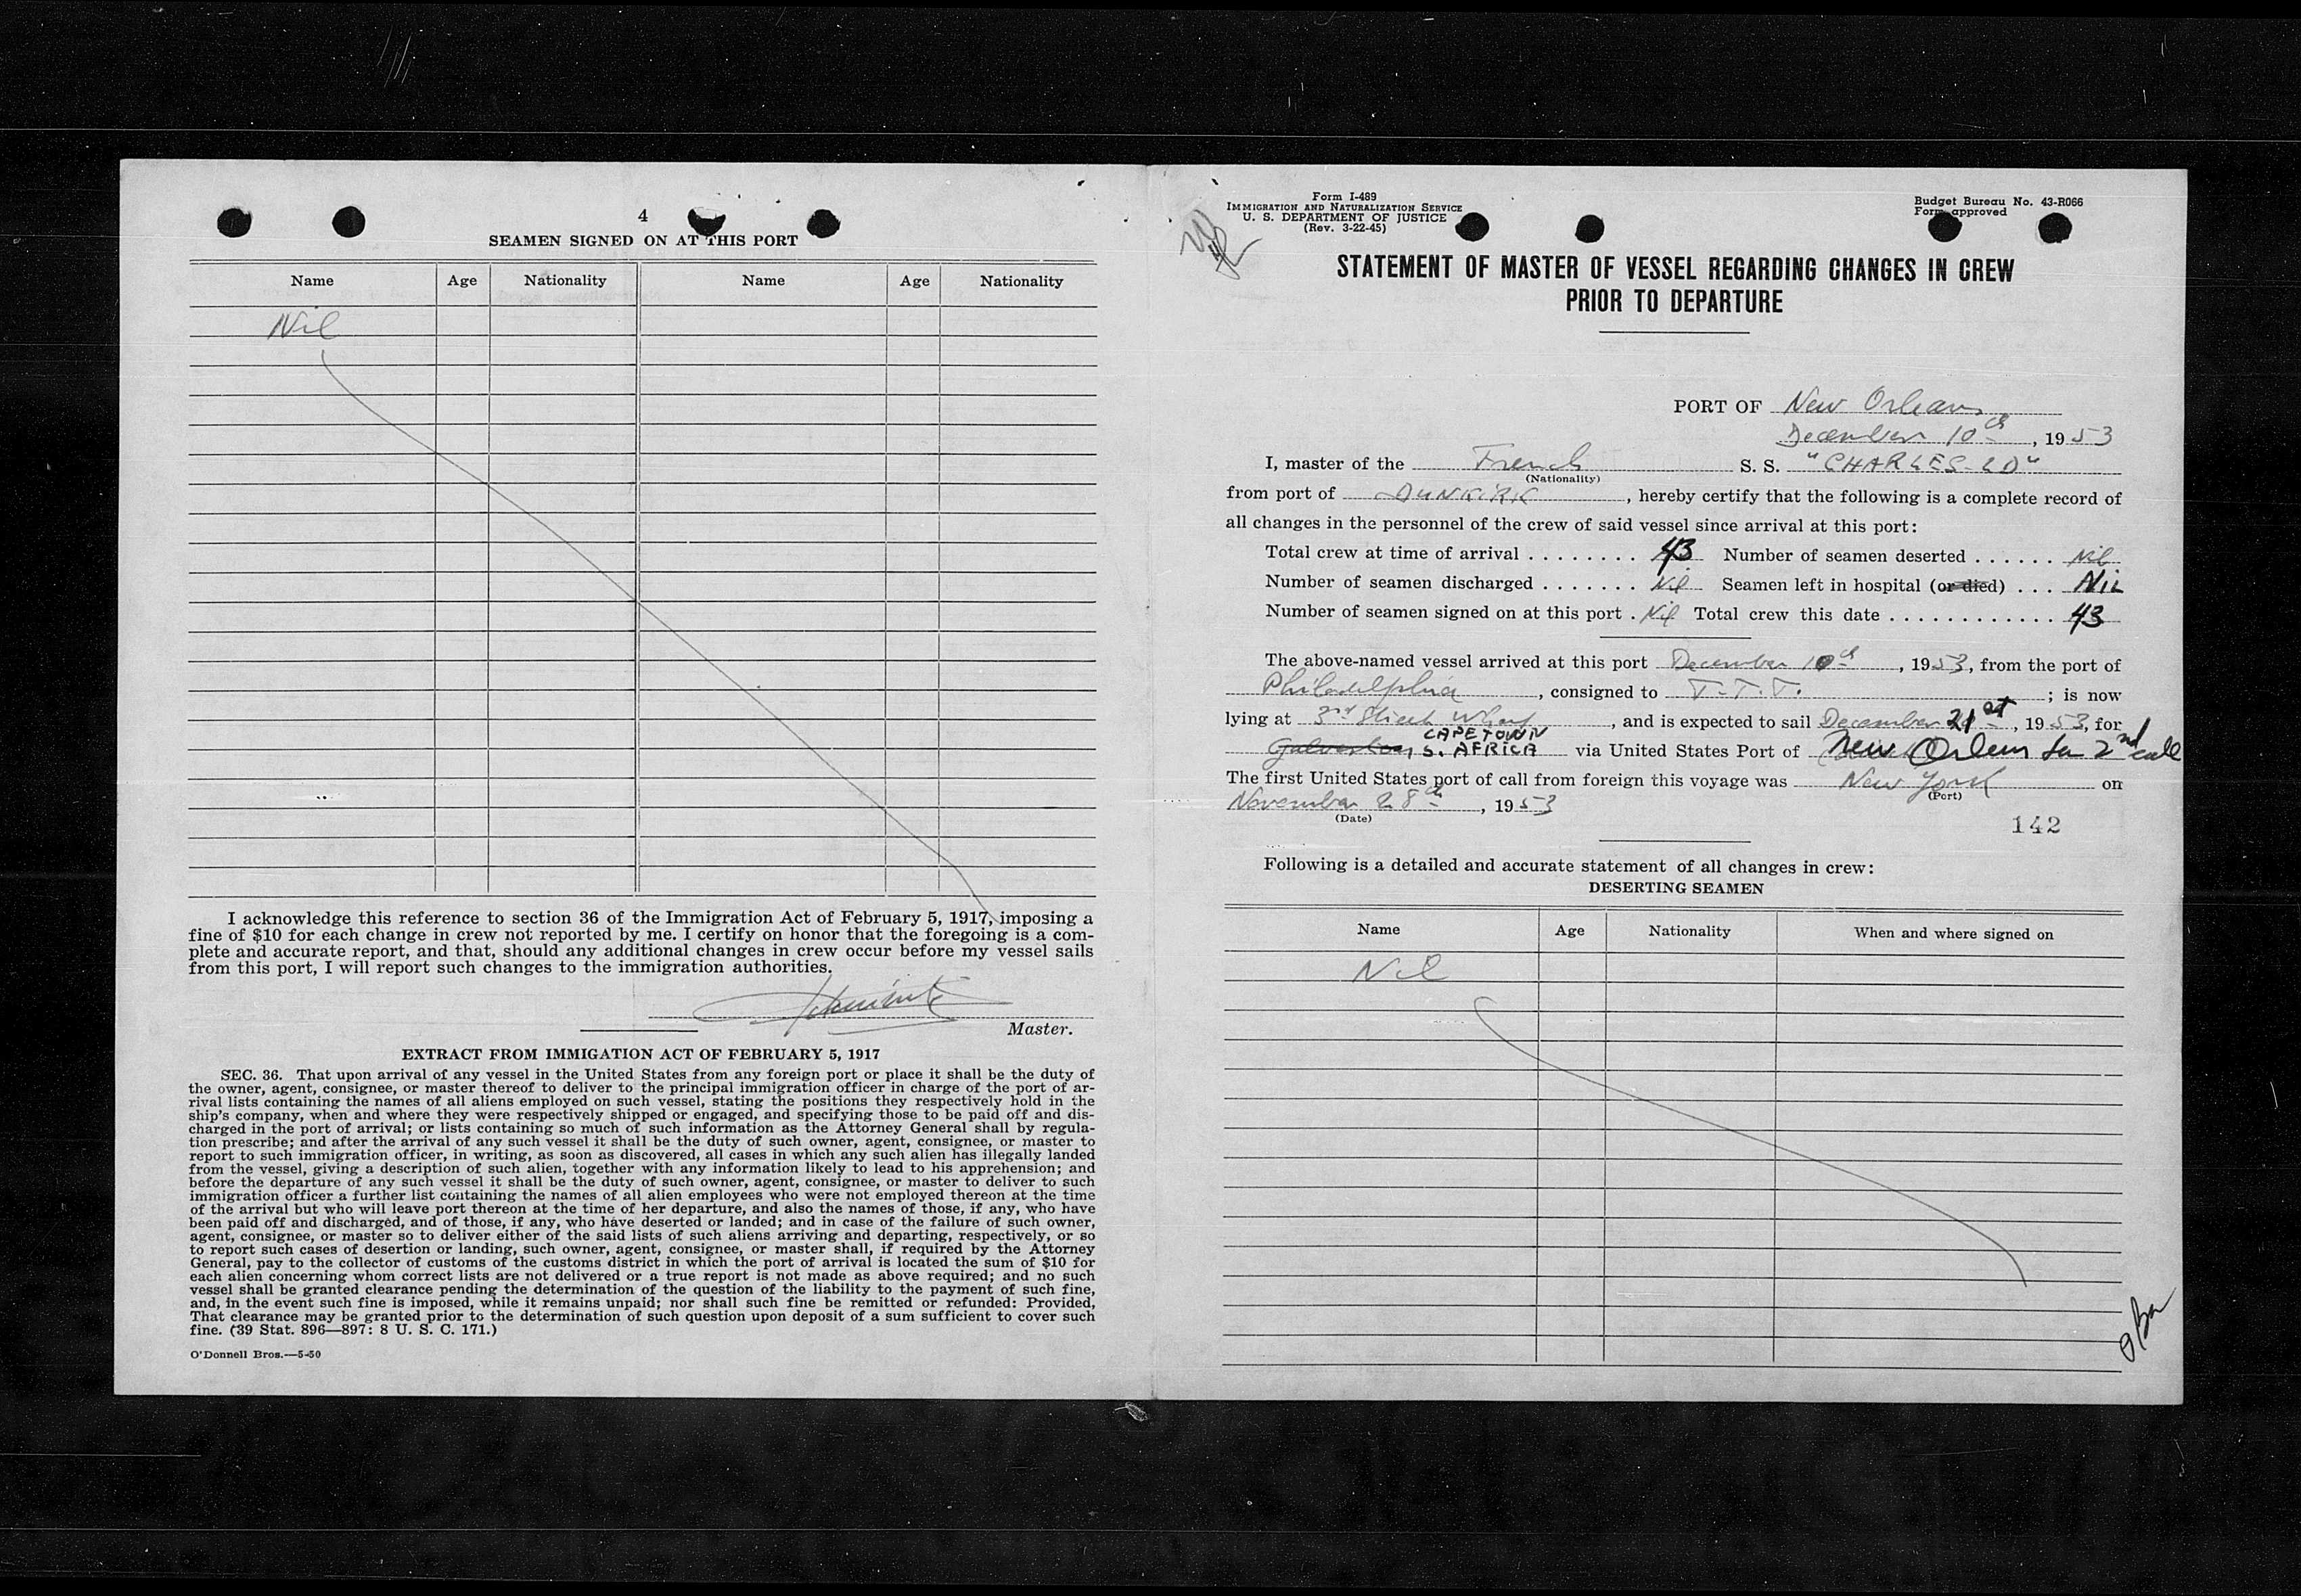 4
SEAMEN SIGNED ON AT THIS PORT
Name Age Nationality Name Age Nationality
Nil
I acknowledge this reference to section 36 of the Immigration Act of February 5, 1917, imposing a
fine of $10 for each change in crew not reported by me. I certify on honor that the foregoing is a com-
plete and accurate report, and that, should any additional changes in crew occur before my vessel sails
from this port, I will report such changes to the immigration authorities.
Master.
EXTRACT FROM IMMIGATION ACT OF FEBRUARY 5, 1917
SEC. 36. That upon arrival of any vessel in the United States from any foreign port or place it shall be the duty of
the owner, agent, consignee, or master thereof to deliver to the principal immigration officer in charge of the port of ar-
rival lists containing the names of all aliens employed on such vessel, stating the positions they respectively hold in the
ship's company, when and where they were respectively shipped or engaged, and specifying those to be paid off and dis-
charged in the port of arrival; or lists containing so much of such information as the Attorney General shall by regula-
tion prescribe; and after the arrival of any such vessel it shall be the duty of such owner, agent, consignee, or master to
report to such immigration officer, in writing, as soon as discovered, all cases in which any such alien has illegally landed
from the vessel, giving a description of such alien, together with any information likely to lead to his apprehension; and
before the departure of any such vessel it shall be the duty of such owner, agent, consignee, or master to deliver to such
immigration officer a further list containing the names of all alien employees who were not employed thereon at the time
of the arrival but who will leave port thereon at the time of her departure, and also the names of those, if any, who have
been paid off and discharged, and of those, if any, who have deserted or landed; and in case of the failure of such owner,
agent, consignee, or master so to deliver either of the said lists of such aliens arriving and departing, respectively, or so
to report such cases of desertion or landing, such owner, agent, consignee, or master shall, if required by the Attorney
General, pay to the collector of customs of the customs district in which the port of arrival is located the sum of $10 for
each alien concerning whom correct lists are not delivered or a true report is not made as above required; and no such
vessel shall be granted clearance pending the determination of the question of the liability to the payment of such fine,
and, in the event such fine is imposed, while it remains unpaid; nor shall such fine be remitted or refunded: Provided,
That clearance may be granted prior to the determination of such question upon deposit of a sum sufficient to cover such
fine. (39 Stat. 896—897: 8 U. S. C. 171.)
O'Donnell Bros.—5-50
Form I-489
IMMIGRATION AND NATURALIZATION SERVICE
U. S. DEPARTMENT OF JUSTICE
(Rev. 3-22-45)
Budget Bureau No. 43-R066
Form approved
STATEMENT OF MASTER OF VESSEL REGARDING CHANGES IN CREW
PRIOR TO DEPARTURE
PORT OF New Orleans
December 10th, 1953
I, master of the French S. S. "CHARLES-LD"
(Nationality)
from port of DUNKIRK, hereby certify that the following is a complete record of
all changes in the personnel of the crew of said vessel since arrival at this port:
Total crew at time of arrival ........ 43 Number of seamen deserted ...... Nil
Number of seamen discharged ....... Nil Seamen left in hospital (or died) ... Nil
Number of seamen signed on at this port . Nil Total crew this date ............. 43
The above-named vessel arrived at this port December 10th, 1953, from the port of
Philadelphia, consigned to T.T.T. ; is now
lying at 3rd Street Wharf, and is expected to sail December 21st, 1953, for
CAPETOWN
Galveston, S. AFRICA via United States Port of New Orleans for 2nd call
The first United States port of call from foreign this voyage was New York on
(Port)
November 28th, 1953
(Date)
142
Following is a detailed and accurate statement of all changes in crew:
DESERTING SEAMEN
Name Age Nationality When and where signed on
Nil